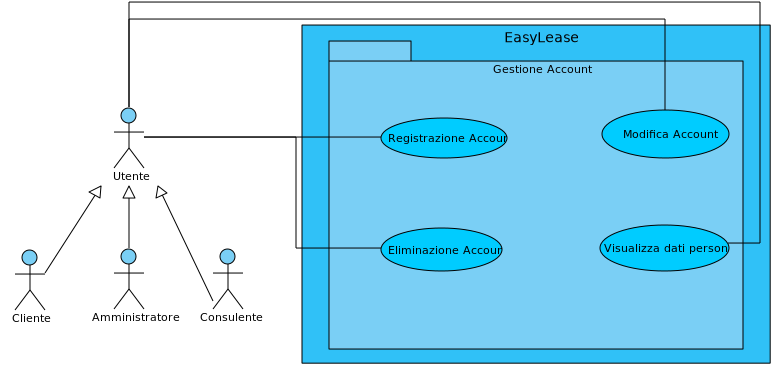 EasyLease
Gestione Account
Registrazione Accour
Modifica Account
Utente
Eliminazione Accour
Visualizza dati person
Cliente
Amministratore
Consulente